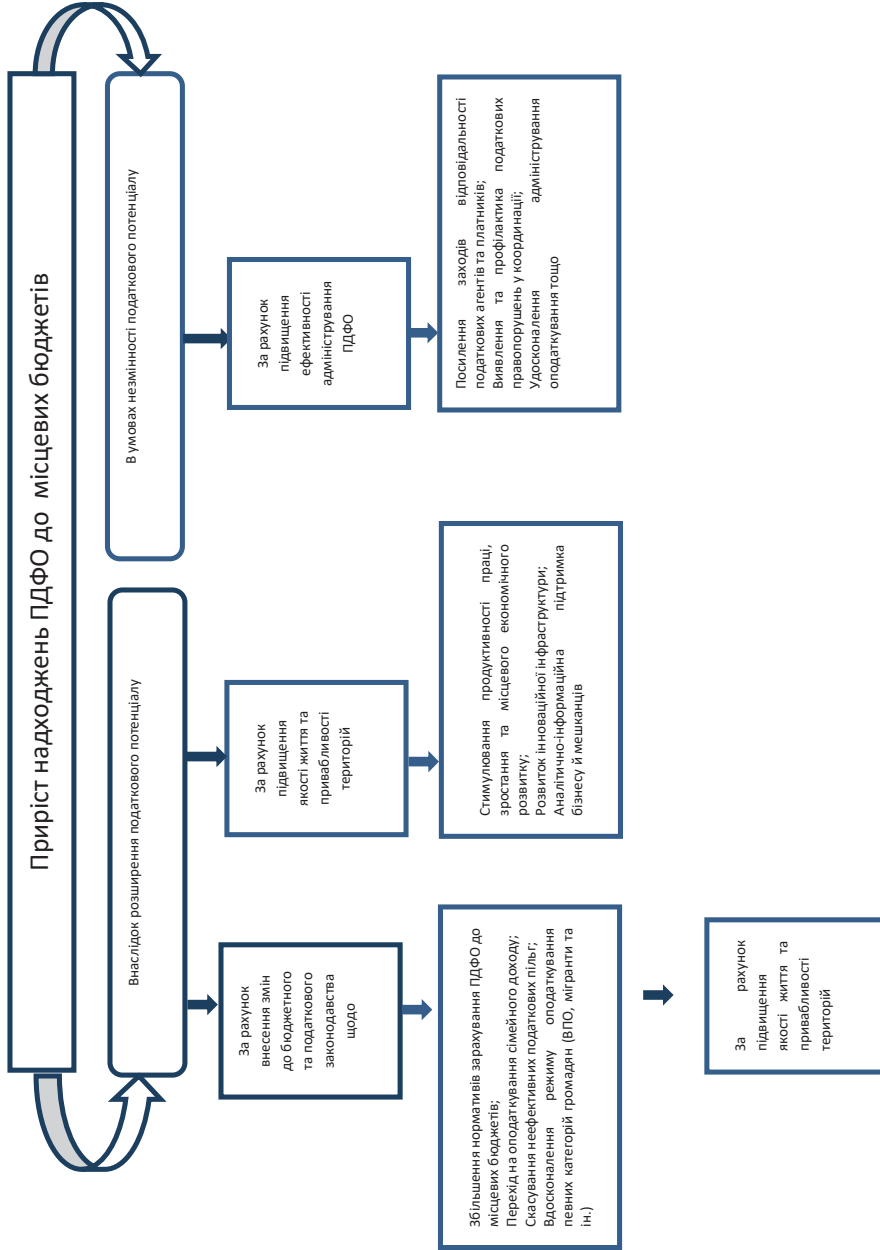 Приріст надходжень ПДФО до місцевих бюджетів
Внаслідок розширення податкового потенціалу
В умовах незмінності податкового потенціалу
За рахунок
внесення змін
до бюджетного
та податкового
законодавства
щодо
За рахунок
підвищення
якості життя та
привабливості
територій
За рахунок
підвищення
ефективності
адміністрування
ПДФО
Збільшення нормативів зарахування ПДФО до
місцевих бюджетів;
Перехід на оподаткування сімейного доходу;
Скасування неефективних податкових пільг;
Вдосконалення режиму оподаткування
певних категорій громадян (ВПО, мігранти та
ін.)
Стимулювання продуктивності праці,
зростання та місцевого економічного
розвитку;
Розвиток інноваційної інфраструктури;
Аналітично-інформаційна підтримка
бізнесу й мешканців
Посилення заходів відповідальності
податкових агентів та платників;
Виявлення та профілактика податкових
правопорушень у координації;
Удосконалення адміністрування
оподаткування тощо
За рахунок
підвищення
якості життя та
привабливості
територій